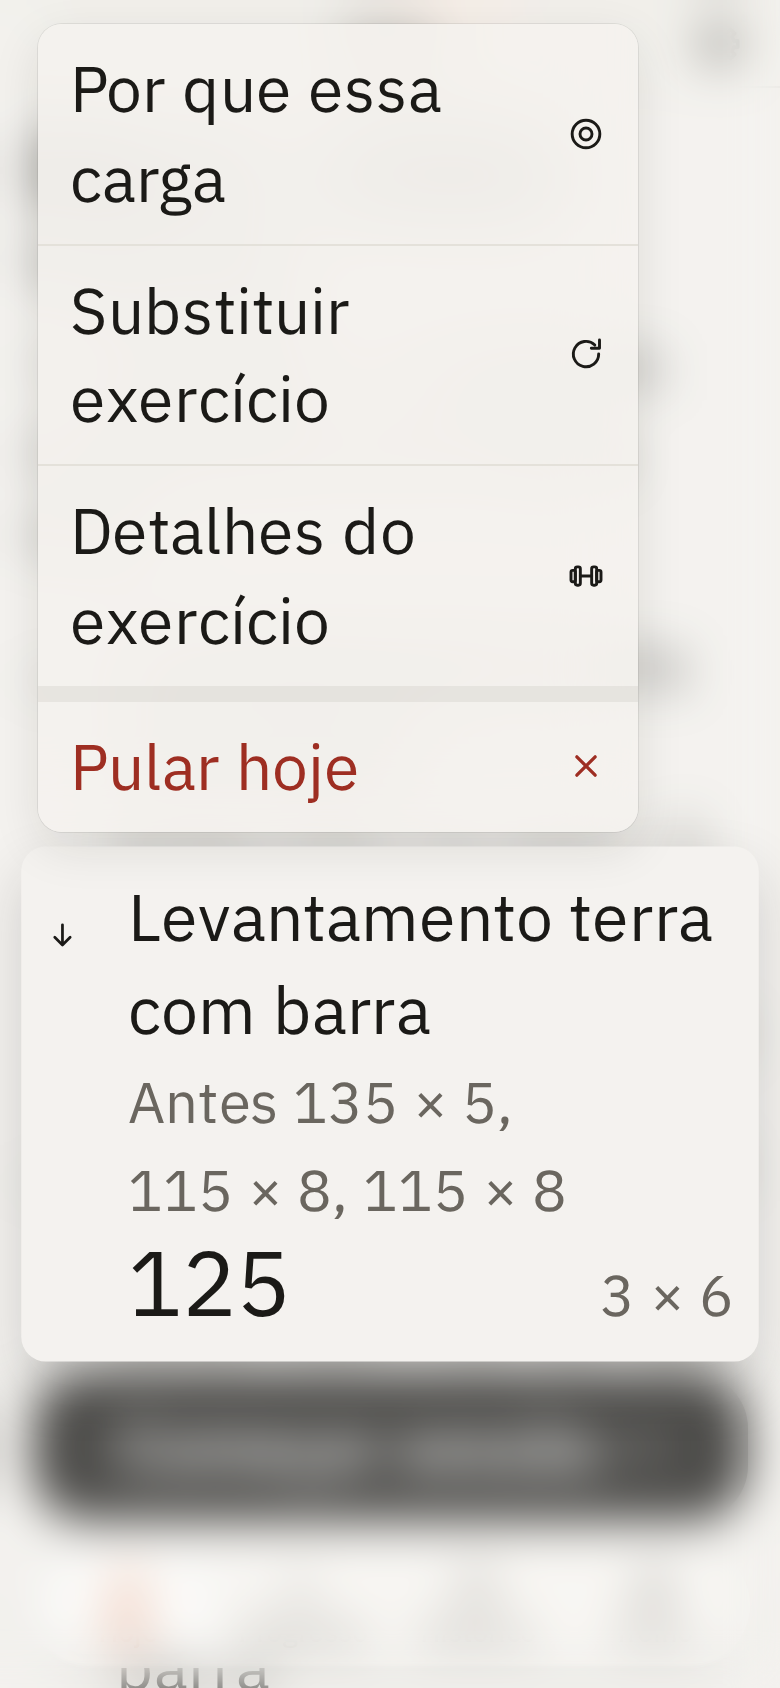 Por que essa
carga
Substituir
exercício
Detalhes do
exercício
Pular hoje
Levantamento terra
com barra
Antes 135 × 5,
115 × 8, 115 × 8
125
3 × 6
barra